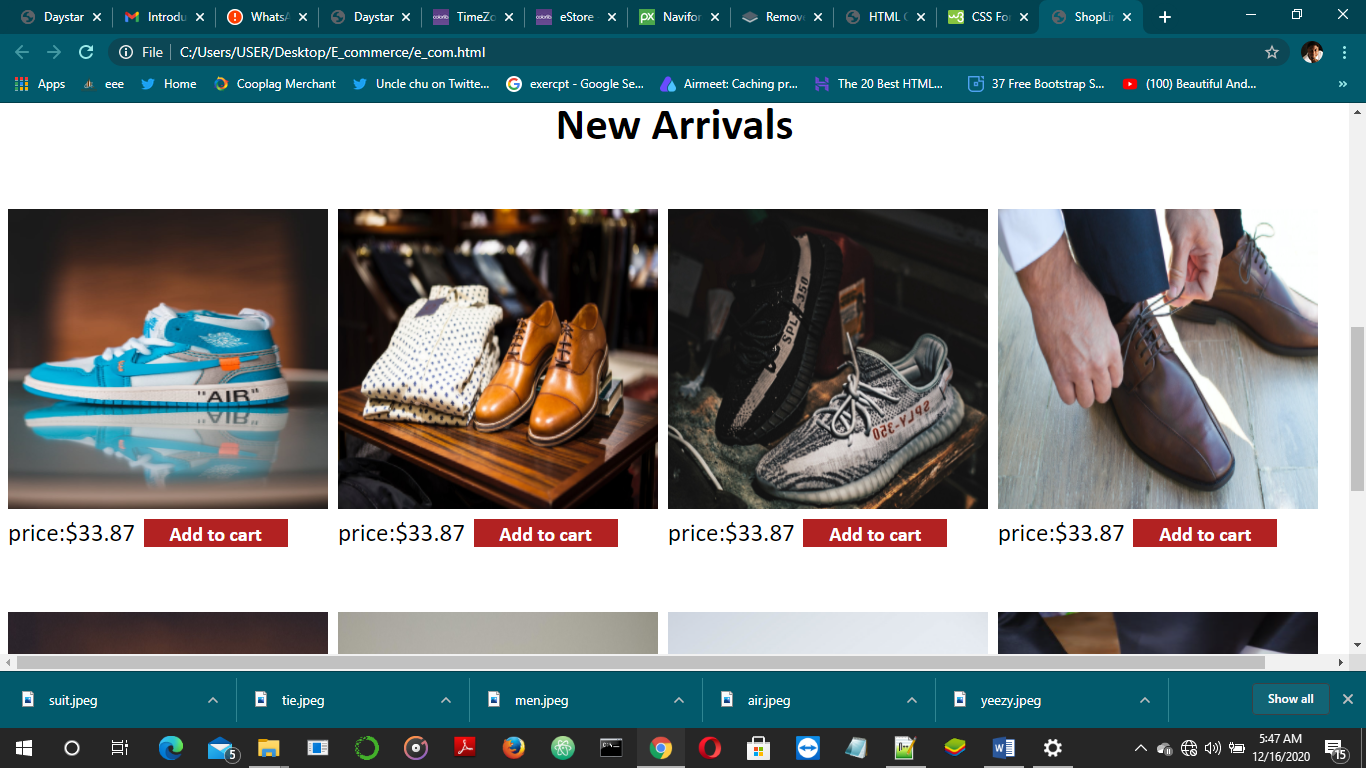 Daystar
Introdu
WhatsA
Daystar
TimeZo
eStore
Navifor
Remove
HTML C
CSS For
ShopLin
File
C:/Users/USER/Desktop/E_commerce/e_com.html
Apps
eee
Home
Cooplag Merchant
Uncle chu on Twitte...
exercpt - Google Se...
Airmeet: Caching pr...
The 20 Best HTML...
37 Free Bootstrap S...
(100) Beautiful And...
New Arrivals
"AIR"
SPLY-350
SPLY-350
price:$33.87 Add to cart
price:$33.87 Add to cart
price:$33.87 Add to cart
price:$33.87 Add to cart
suit.jpeg
tie.jpeg
men.jpeg
air.jpeg
yeezy.jpeg
Show all
5
5:47 AM
12/16/2020
15